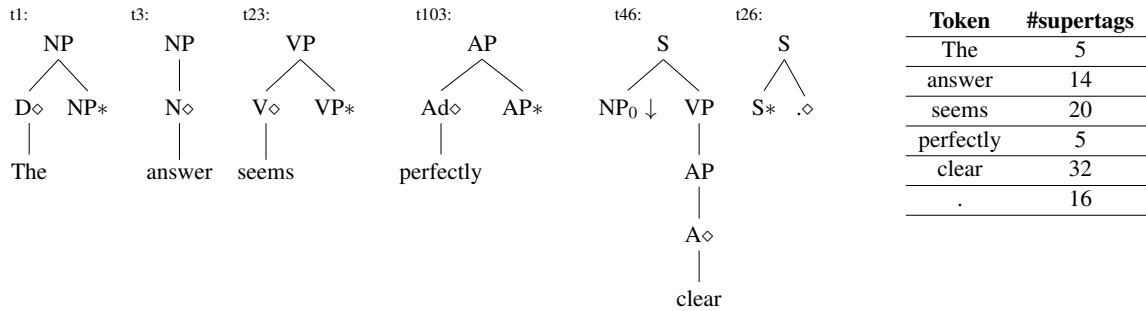 t1: t3: t23: t103: t46: t26:
NP NP VP AP S S
D◇ NP∗ N◇ V◇ VP∗ Ad◇ AP∗ NP₀ ↓ VP S∗ .◇
The answer seems perfectly AP
A◇
clear
Token #supertags
The 5
answer 14
seems 20
perfectly 5
clear 32
. 16